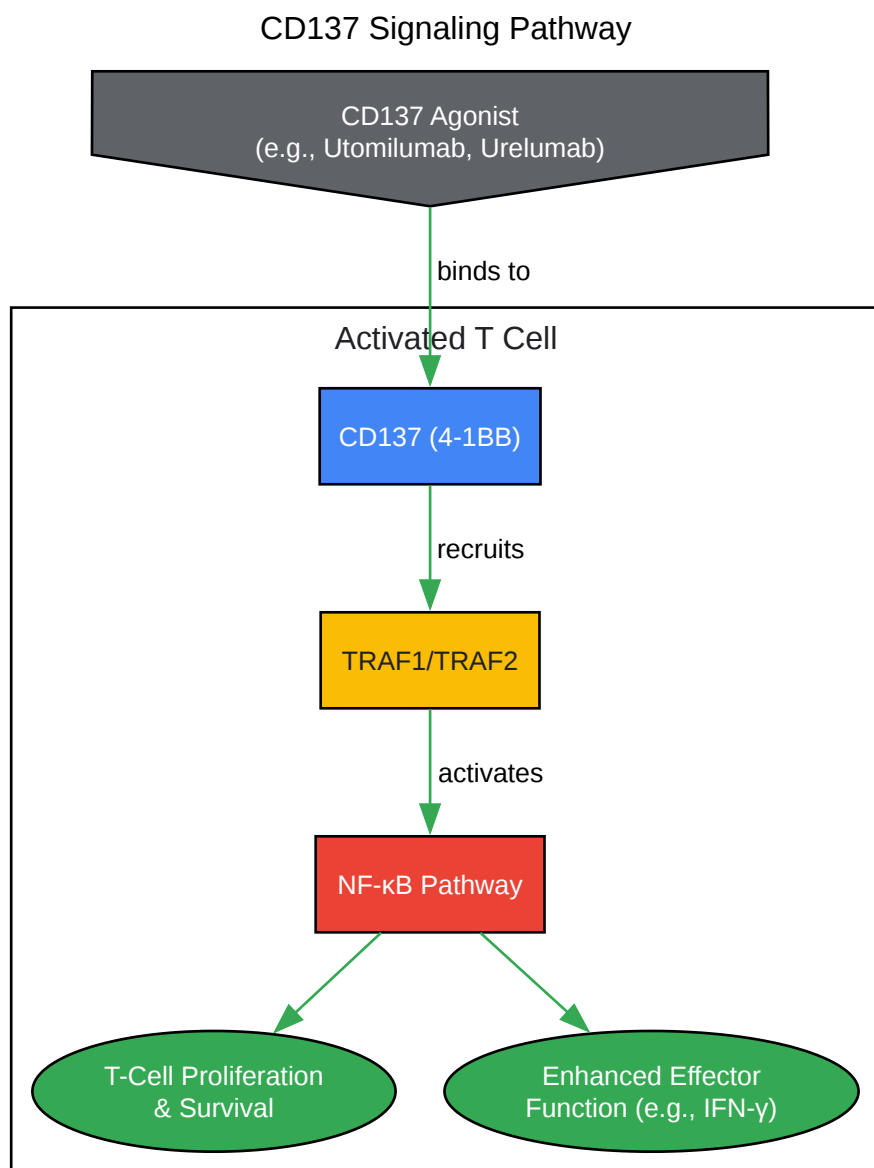 CD137 Signaling Pathway
CD137 Agonist
(e.g., Utomilumab, Urelumab)
binds to
Activated T Cell
CD137 (4-1BB)
recruits
TRAF1/TRAF2
activates
NF-κB Pathway
T-Cell Proliferation
& Survival
Enhanced Effector
Function (e.g., IFN-γ)